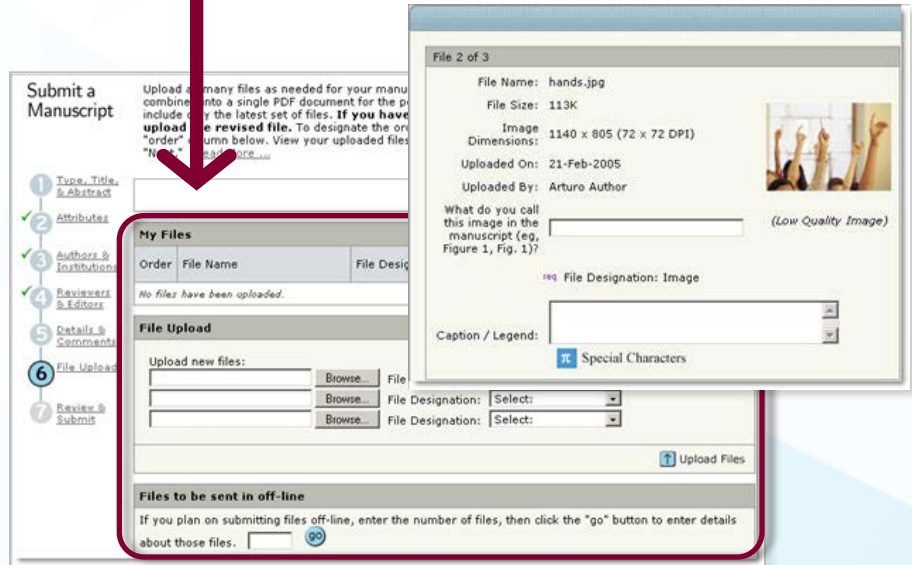 Submit a
Manuscript
Upload as many files as needed for your manu
combined into a single PDF document for the p
include only the latest set of files. If you have
upload the revised file. To designate the or
"order" column below. View your uploaded files
"Next." Read More ...
1 Type, Title,
& Abstract
2 Attributes
3 Authors &
Institutions
4 Reviewers
& Editors
5 Details &
Comments
6 File Upload
7 Review &
Submit
My Files
Order File Name File Desig
No files have been uploaded.
File Upload
Upload new files:
Browse... File
Browse... File Designation: Select:
Browse... File Designation: Select:
Upload Files
Files to be sent in off-line
If you plan on submitting files off-line, enter the number of files, then click the "go" button to enter details
about those files. go
File 2 of 3
File Name: hands.jpg
File Size: 113K
Image
Dimensions: 1140 x 805 (72 x 72 DPI)
Uploaded On: 21-Feb-2005
Uploaded By: Arturo Author
What do you call
this image in the
manuscript (eg,
Figure 1, Fig. 1)?
(Low Quality Image)
req File Designation: Image
Caption / Legend:
π Special Characters